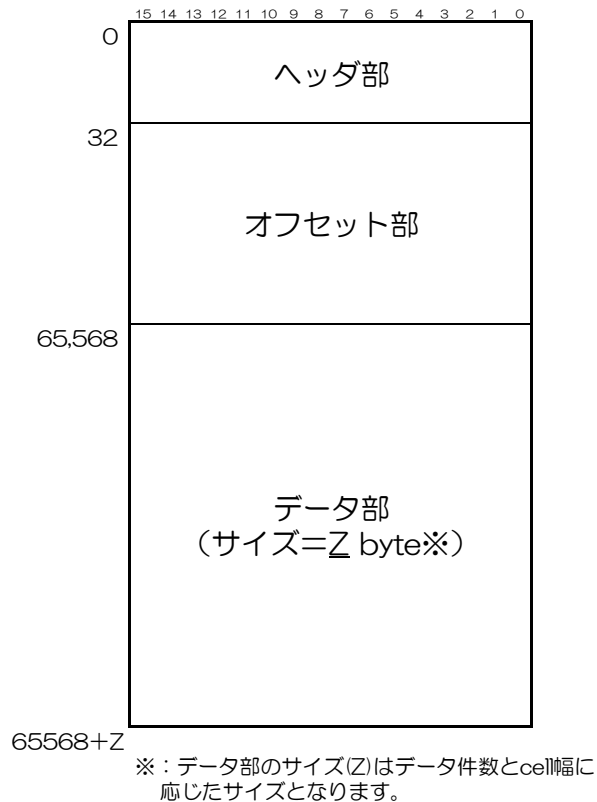 15 14 13 12 11 10 9 8 7 6 5 4 3 2 1 0
0
ヘッダ部
32
オフセット部
65,568
データ部
（サイズ＝Z byte※）
65568＋Z
※：データ部のサイズ(Z)はデータ件数とcell幅に
応じたサイズとなります。